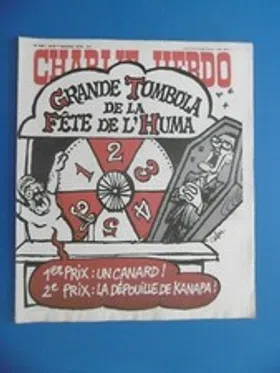 CHARLIE HEBDO
GRANDE TOMBOLA
DE LA
FÊTE DE L'HUMA
1
2
3
4
5
6
1er PRIX : UN CANARD !
2e PRIX : LA DÉPOUILLE DE KANAPA !